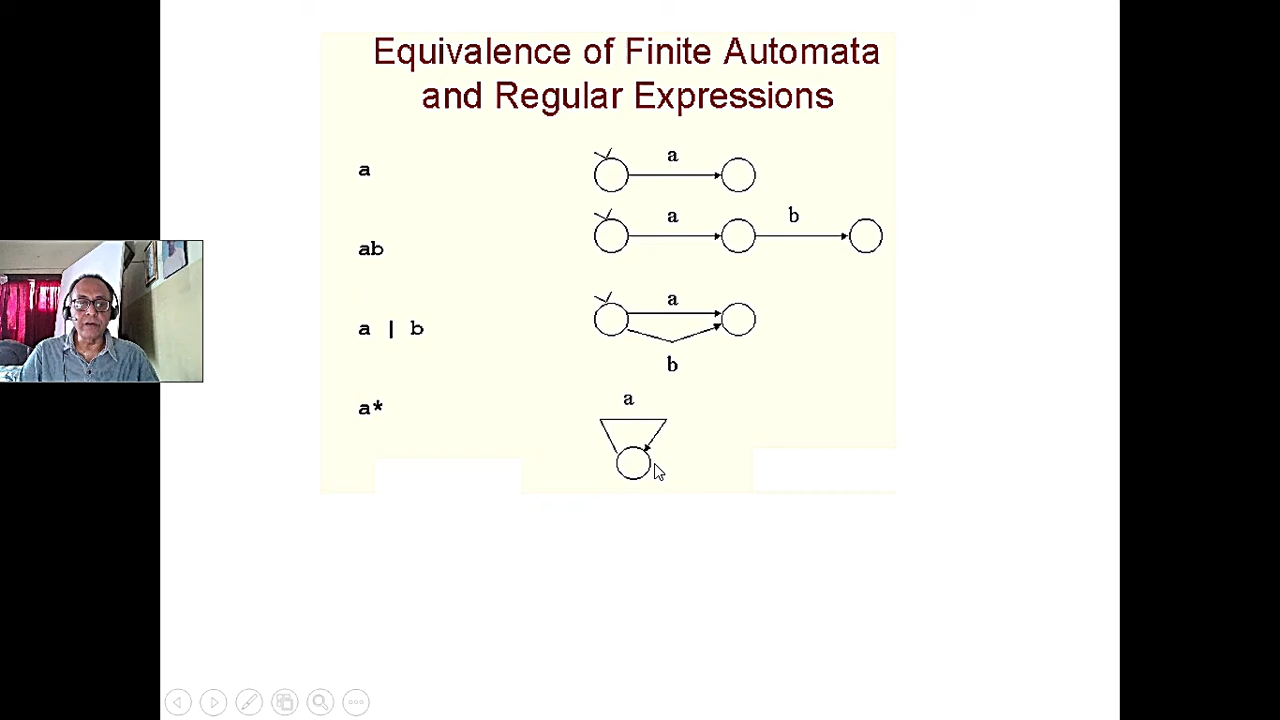 Equivalence of Finite Automata
and Regular Expressions
a
a
ab
a
b
a | b
a
b
a*
a